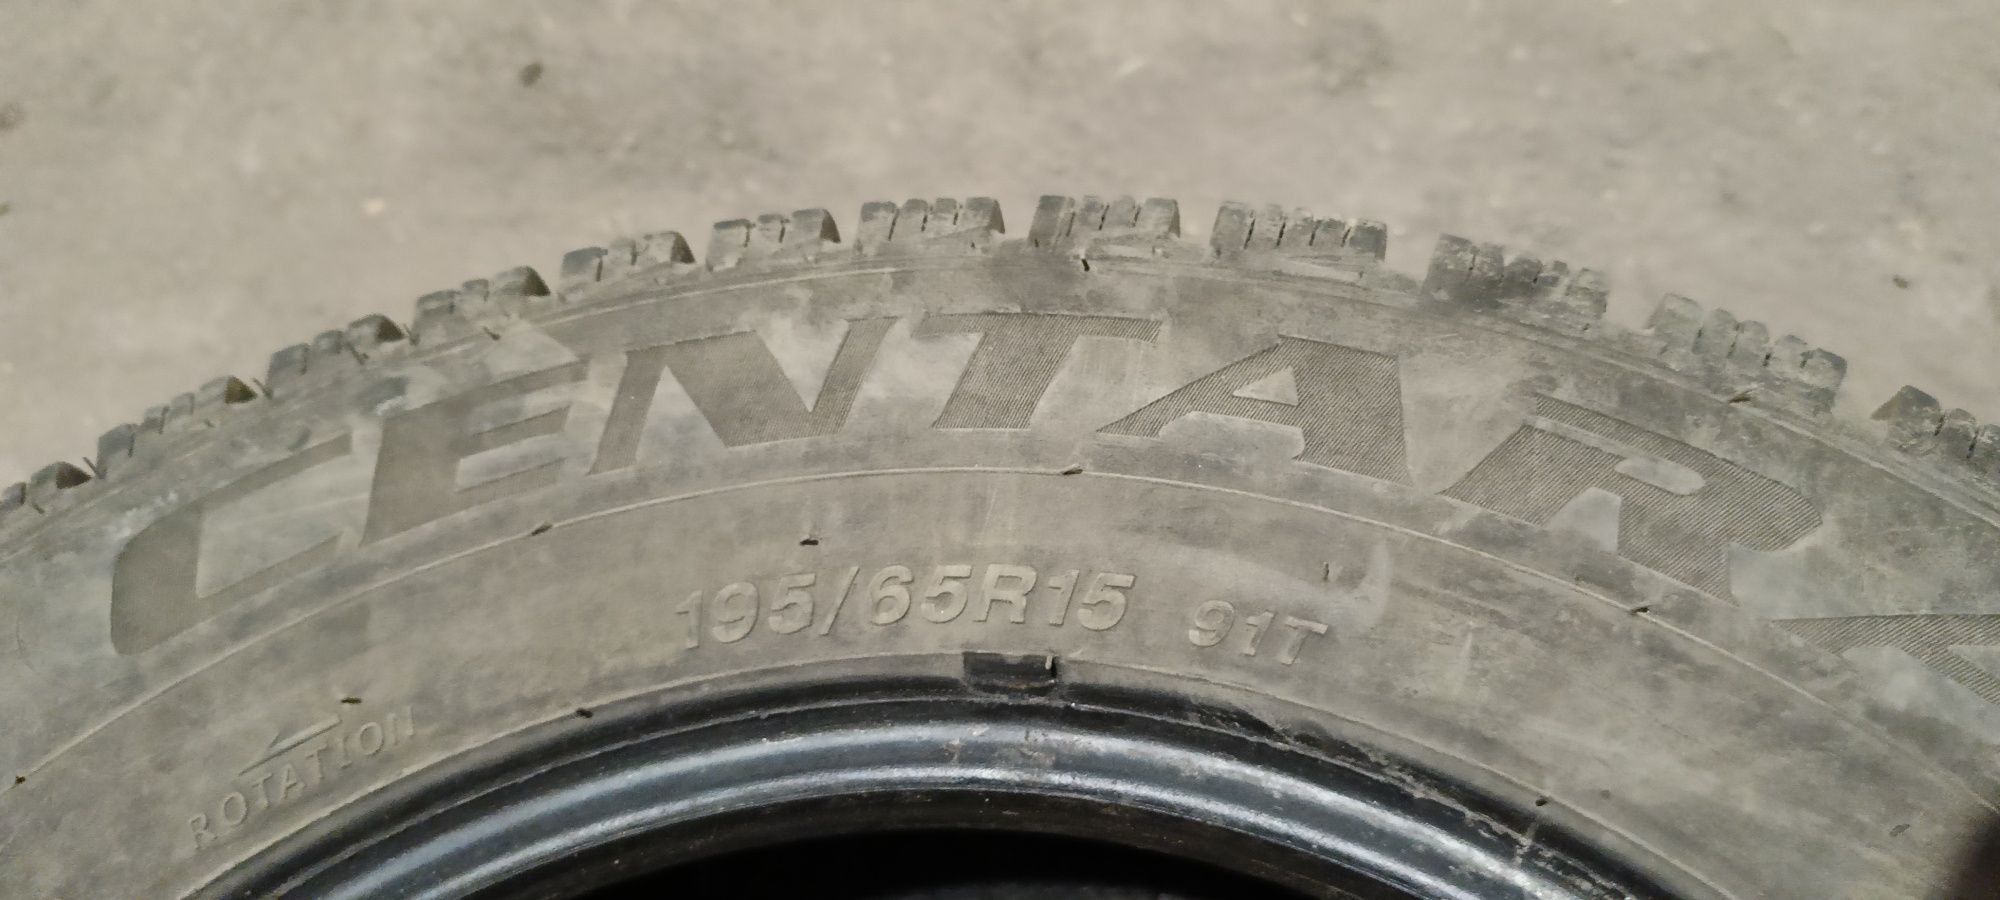 CENTAR
195/65R15 91T
ROTATION